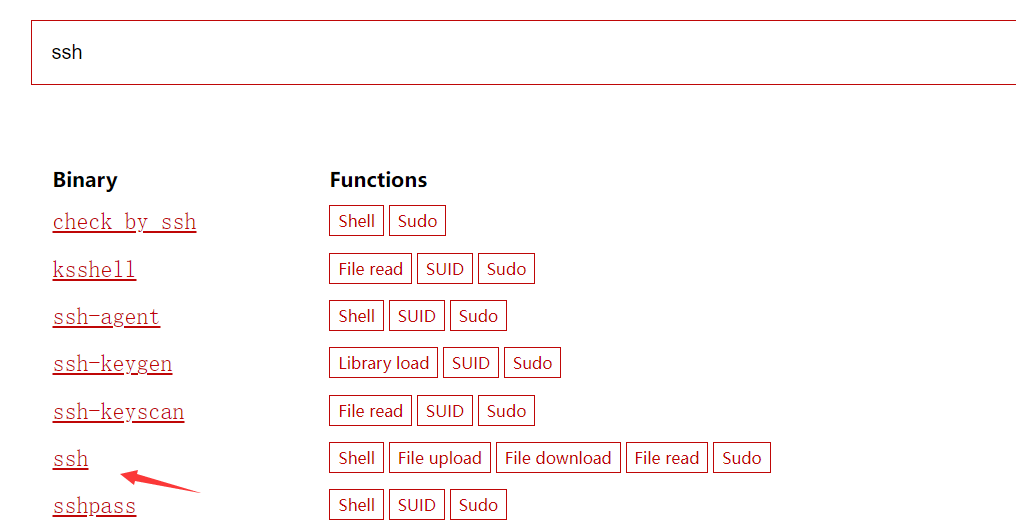 ssh
Binary Functions
check_by_ssh Shell Sudo
ksshell File read SUID Sudo
ssh-agent Shell SUID Sudo
ssh-keygen Library load SUID Sudo
ssh-keyscan File read SUID Sudo
ssh Shell File upload File download File read Sudo
sshpass Shell SUID Sudo